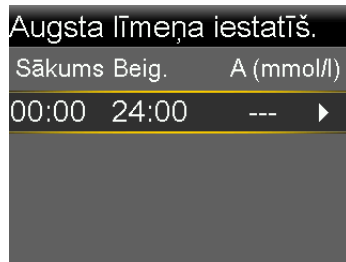 Augsta līmeņa iestatīš.
Sākums Beig. A (mmol/l)
00:00 24:00 ---